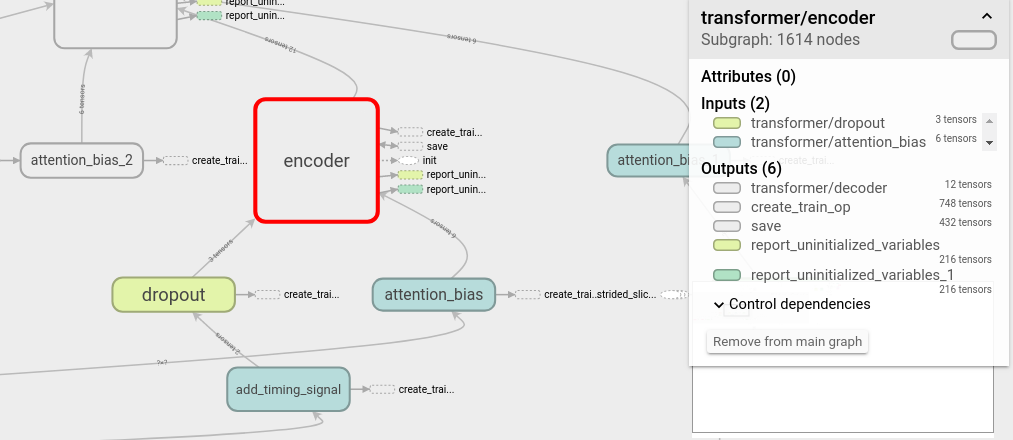 report_unin...
report_unin...
12 tensors
6 tensors
6 tensors
attention_bias_2
create_trai...
encoder
create_trai...
save
init
report_unin...
report_unin...
3 tensors
6 tensors
dropout
create_trai...
attention_bias
create_trai..strided_slic...
2 tensors
add_timing_signal
create_trai...
transformer/encoder
Subgraph: 1614 nodes
Attributes (0)
Inputs (2)
transformer/dropout 3 tensors
transformer/attention_bias 6 tensors
Outputs (6)
transformer/decoder 12 tensors
create_train_op 748 tensors
save 432 tensors
report_uninitialized_variables
216 tensors
report_uninitialized_variables_1
216 tensors
Control dependencies
Remove from main graph